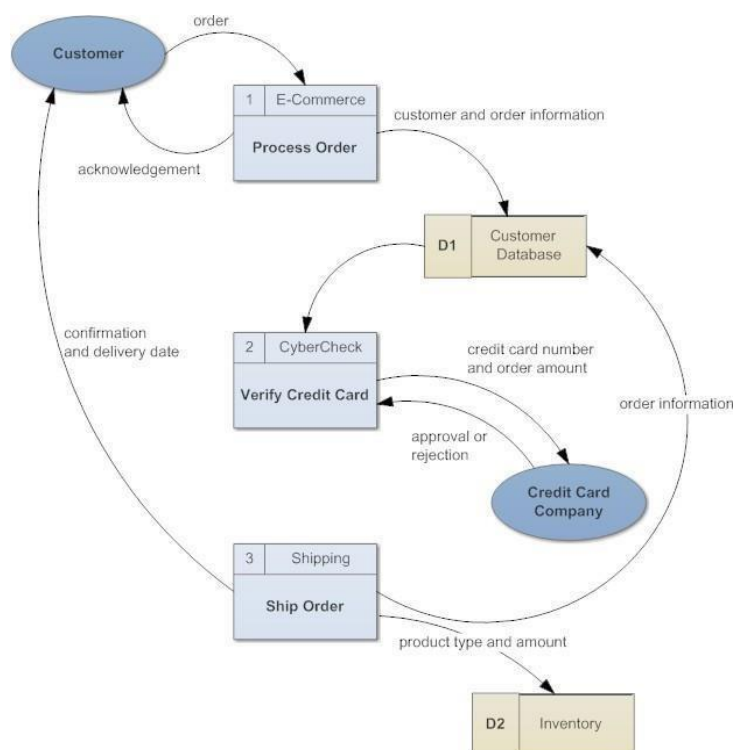 order
Customer
1 E-Commerce
Process Order
customer and order information
acknowledgement
D1 Customer
Database
confirmation
and delivery date
2 CyberCheck
Verify Credit Card
credit card number
and order amount
order information
approval or
rejection
Credit Card
Company
3 Shipping
Ship Order
product type and amount
D2 Inventory